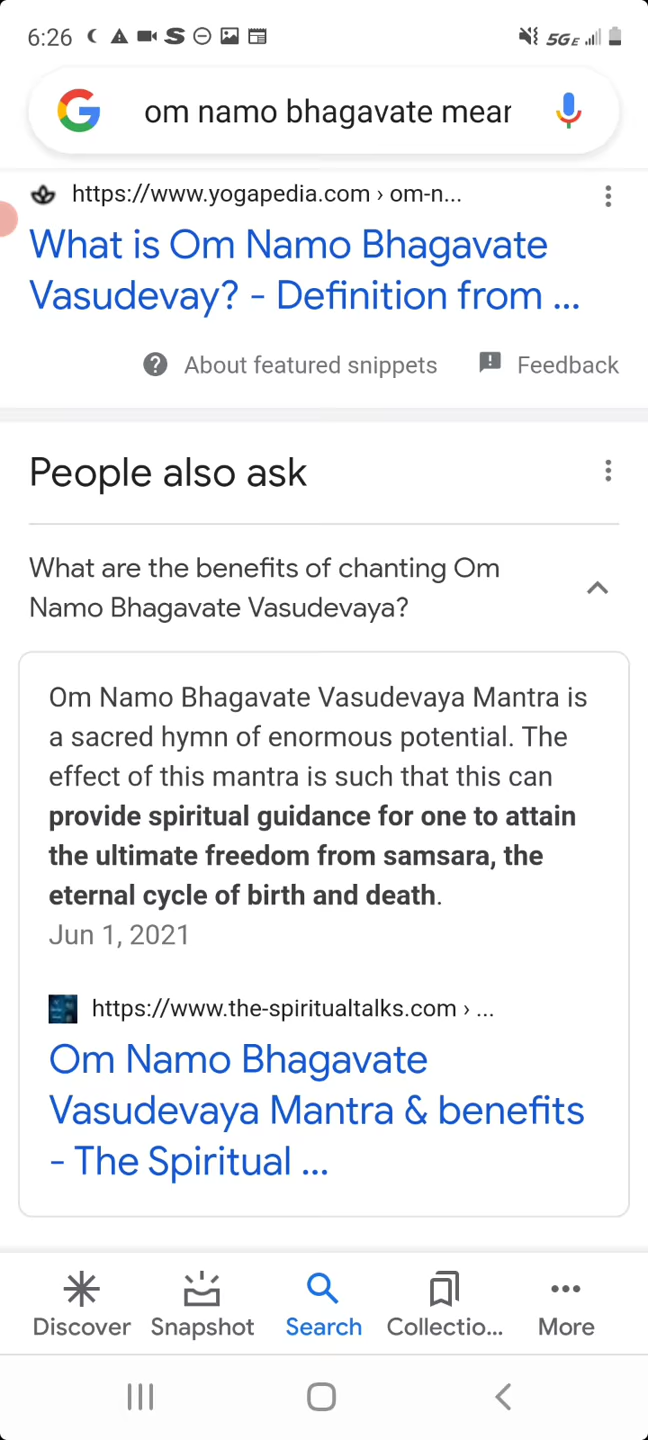 6:26
5GE
om namo bhagavate mear
https://www.yogapedia.com › om-n...
What is Om Namo Bhagavate
Vasudevay? - Definition from ...
About featured snippets
Feedback
People also ask
What are the benefits of chanting Om
Namo Bhagavate Vasudevaya?
Om Namo Bhagavate Vasudevaya Mantra is
a sacred hymn of enormous potential. The
effect of this mantra is such that this can
provide spiritual guidance for one to attain
the ultimate freedom from samsara, the
eternal cycle of birth and death.
Jun 1, 2021
https://www.the-spiritualtalks.com › ...
Om Namo Bhagavate
Vasudevaya Mantra & benefits
- The Spiritual ...
Discover
Snapshot
Search
Collectio...
More